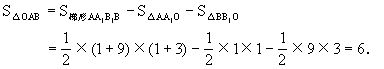 S△OAB = S梯形AA₁B₁B − S△AA₁O − S△BB₁O
= 1/2 × (1 + 9) × (1 + 3) − 1/2 × 1 × 1 − 1/2 × 9 × 3 = 6.